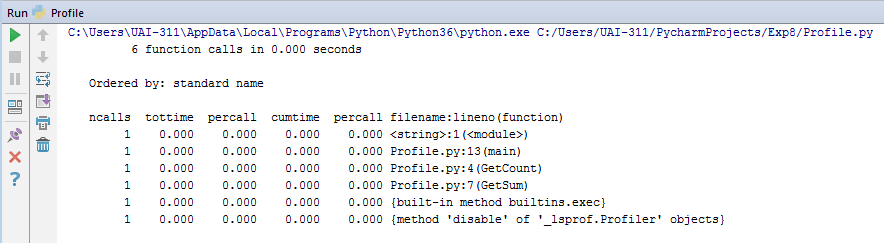 Run Profile
C:\Users\UAI-311\AppData\Local\Programs\Python\Python36\python.exe C:/Users/UAI-311/PycharmProjects/Exp8/Profile.py
6 function calls in 0.000 seconds
Ordered by: standard name
ncalls tottime percall cumtime percall filename:lineno(function)
1 0.000 0.000 0.000 0.000 <string>:1(<module>)
1 0.000 0.000 0.000 0.000 Profile.py:13(main)
1 0.000 0.000 0.000 0.000 Profile.py:4(GetCount)
1 0.000 0.000 0.000 0.000 Profile.py:7(GetSum)
1 0.000 0.000 0.000 0.000 {built-in method builtins.exec}
1 0.000 0.000 0.000 0.000 {method 'disable' of '_lsprof.Profiler' objects}